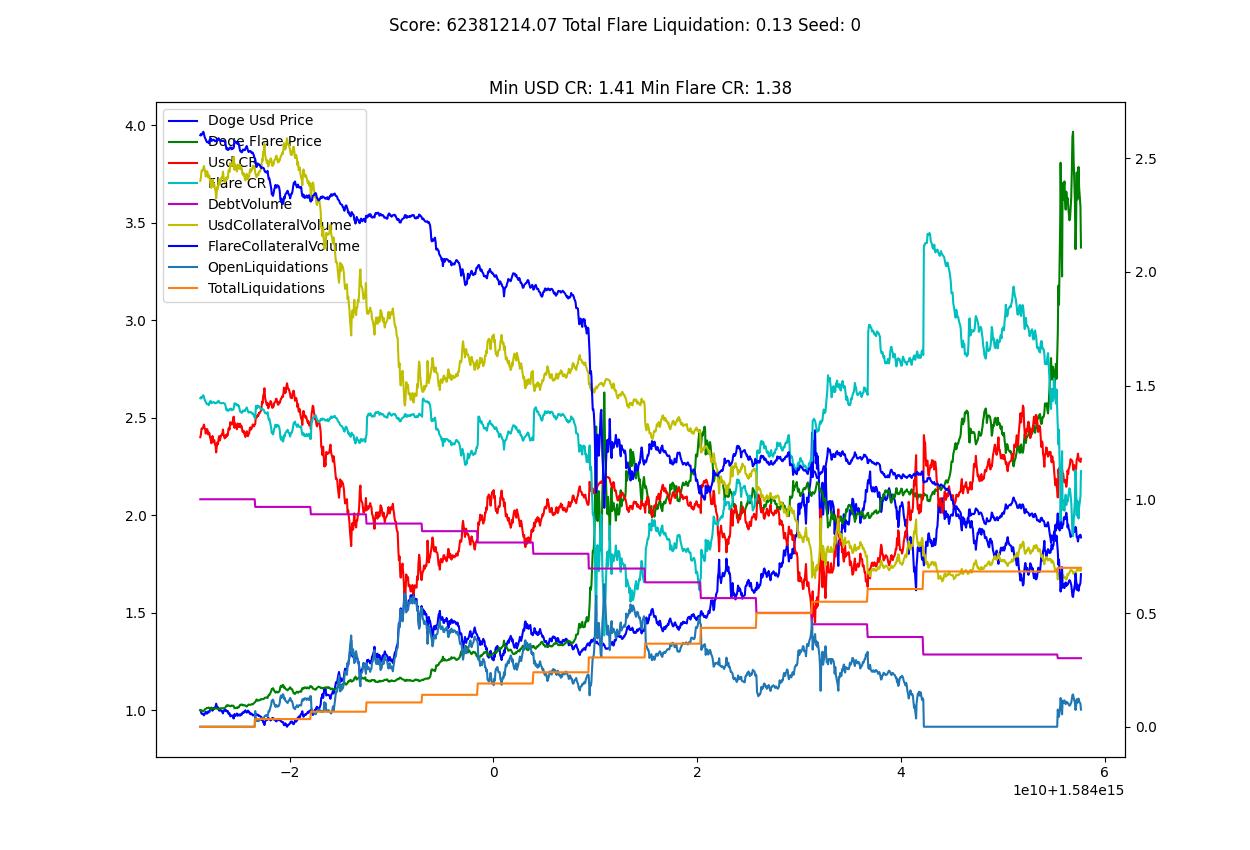 Score: 62381214.07 Total Flare Liquidation: 0.13 Seed: 0
Min USD CR: 1.41 Min Flare CR: 1.38
Doge Usd Price
Doge Flare Price
Usd CR
Flare CR
DebtVolume
UsdCollateralVolume
FlareCollateralVolume
OpenLiquidations
TotalLiquidations
4.0
3.5
3.0
2.5
2.0
1.5
1.0
2.5
2.0
1.5
1.0
0.5
0.0
−2
0
2
4
6
1e10+1.584e15